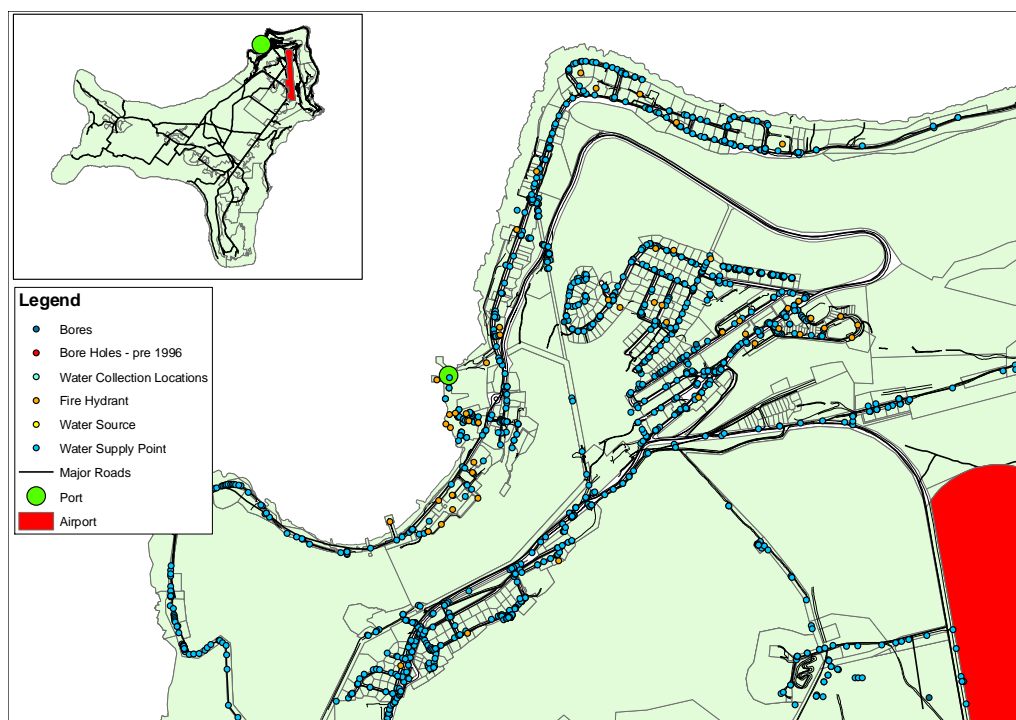 Legend
Bores
Bore Holes - pre 1996
Water Collection Locations
Fire Hydrant
Water Source
Water Supply Point
Major Roads
Port
Airport